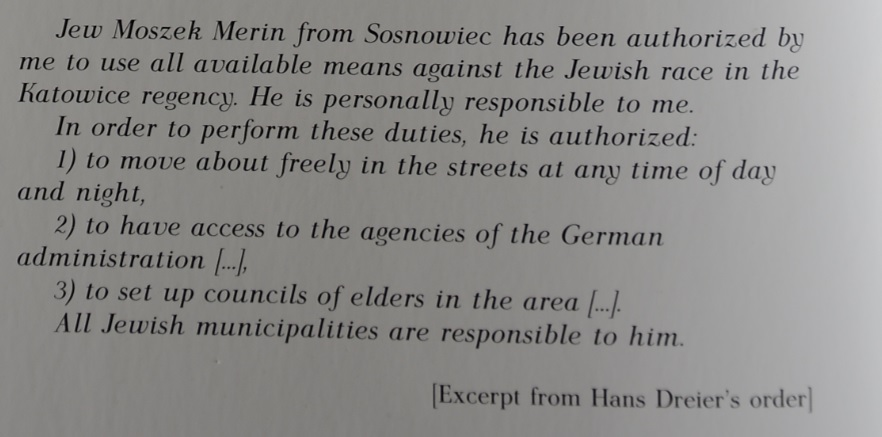 Jew Moszek Merin from Sosnowiec has been authorized by
me to use all available means against the Jewish race in the
Katowice regency. He is personally responsible to me.
In order to perform these duties, he is authorized:
1) to move about freely in the streets at any time of day
and night,
2) to have access to the agencies of the German
administration [...],
3) to set up councils of elders in the area [...].
All Jewish municipalities are responsible to him.
[Excerpt from Hans Dreier's order]